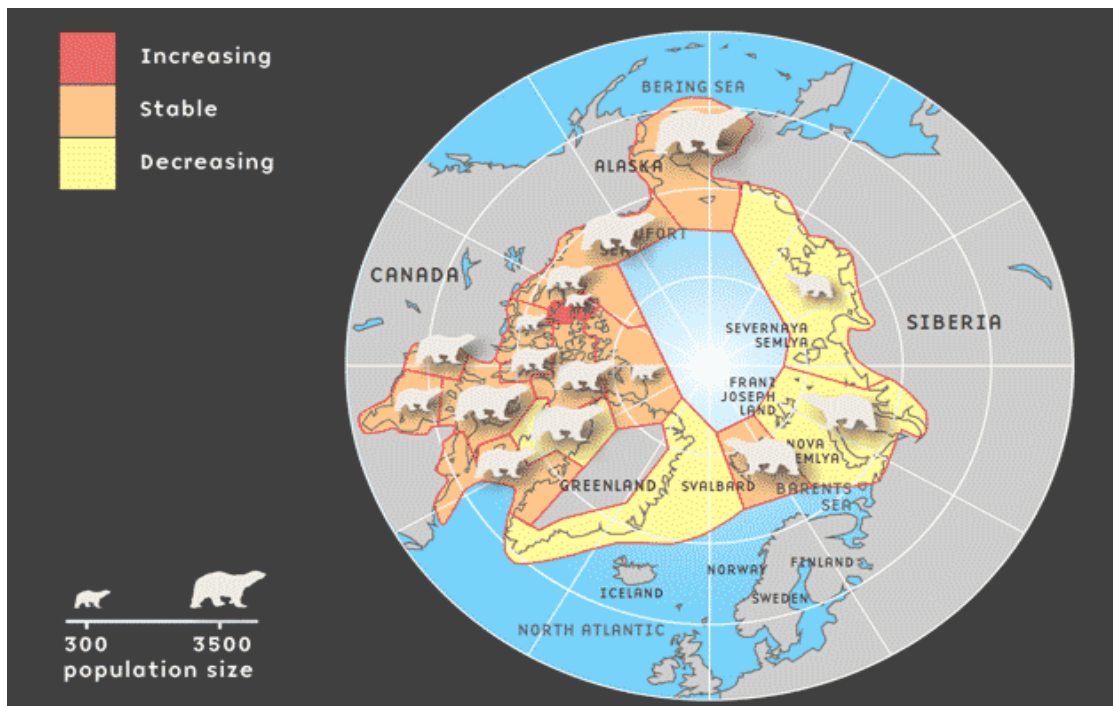 Increasing
Stable
Decreasing
BERING SEA
ALASKA
CANADA
SIBERIA
SEVERNAYA
SEMLYA
FRANZ
JOSEPH
LAND
NOVA
EMLYA
GREENLAND
SVALBARD
BARENTS
SEA
NORWAY
FINLAND
ICELAND
SWEDEN
NORTH ATLANTIC
300
3500
population size